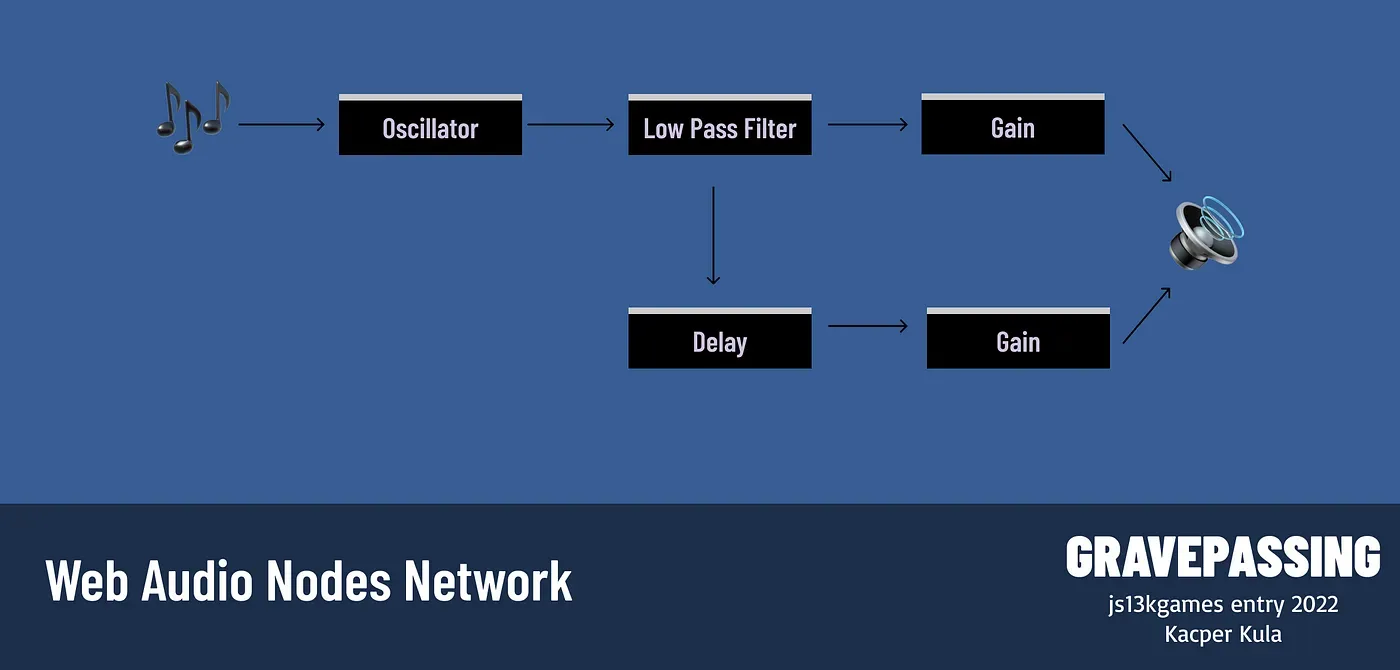 Oscillator
Low Pass Filter
Gain
Delay
Gain
Web Audio Nodes Network
GRAVEPASSING
js13kgames entry 2022
Kacper Kula